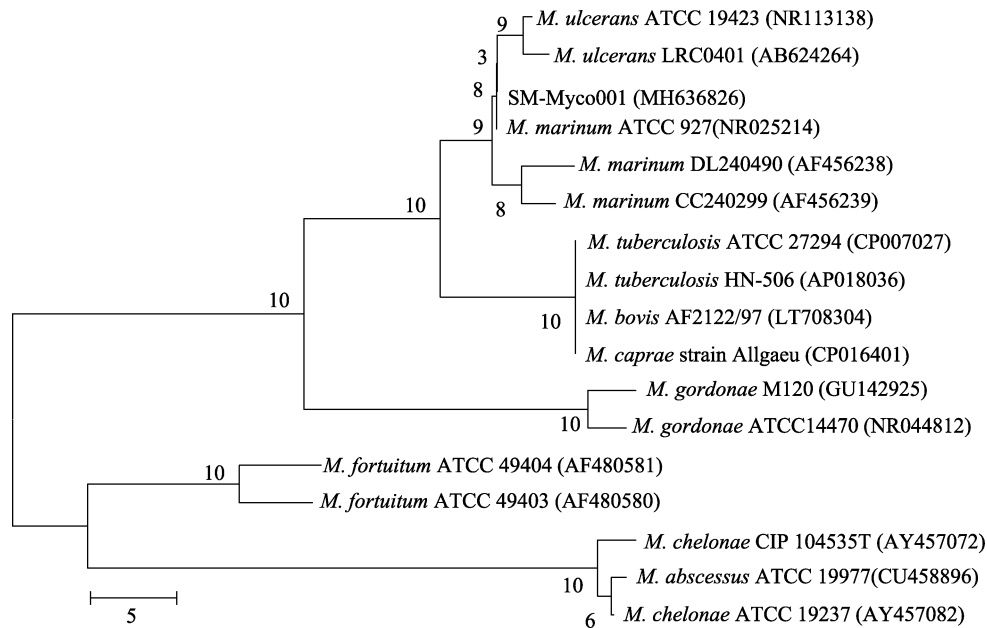 9
M. ulcerans ATCC 19423 (NR113138)
3
M. ulcerans LRC0401 (AB624264)
8
SM-Myco001 (MH636826)
9
M. marinum ATCC 927(NR025214)
M. marinum DL240490 (AF456238)
10
8
M. marinum CC240299 (AF456239)
M. tuberculosis ATCC 27294 (CP007027)
M. tuberculosis HN-506 (AP018036)
10
10
M. bovis AF2122/97 (LT708304)
M. caprae strain Allgaeu (CP016401)
M. gordonae M120 (GU142925)
10
M. gordonae ATCC14470 (NR044812)
10
M. fortuitum ATCC 49404 (AF480581)
M. fortuitum ATCC 49403 (AF480580)
M. chelonae CIP 104535T (AY457072)
10
M. abscessus ATCC 19977(CU458896)
6
M. chelonae ATCC 19237 (AY457082)
5